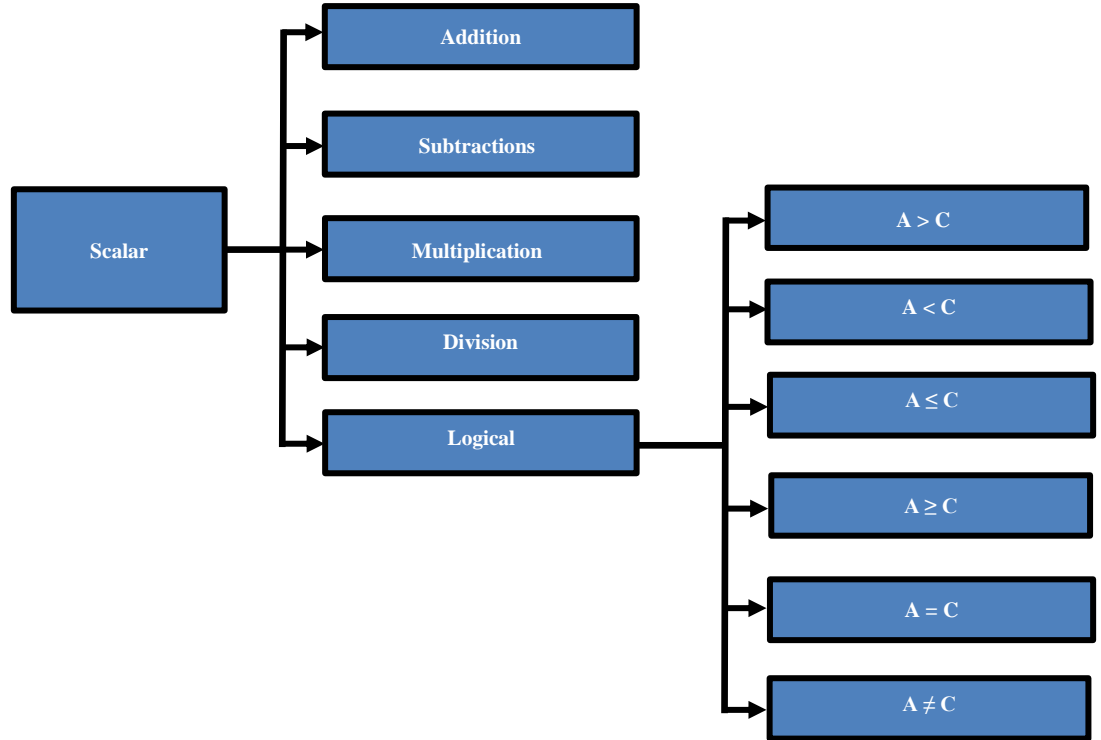 Scalar
Addition
Subtractions
Multiplication
Division
Logical
A > C
A < C
A ≤ C
A ≥ C
A = C
A ≠ C